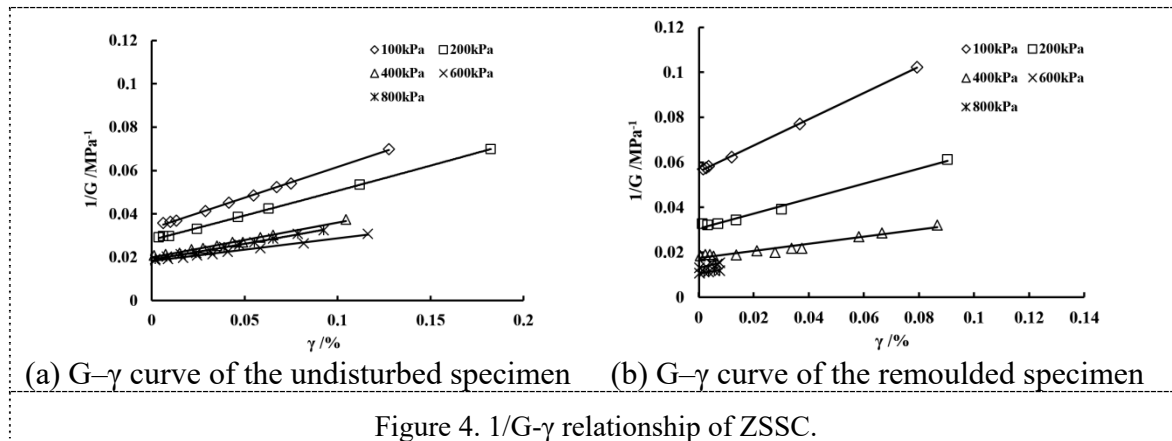 0.12
0.1
0.08
0.06
0.04
0.02
0
1/G /MPa⁻¹
100kPa 200kPa
400kPa 600kPa
800kPa
0 0.05 0.1 0.15 0.2
γ /%
(a) G–γ curve of the undisturbed specimen
0.12
0.1
0.08
0.06
0.04
0.02
0
1/G /MPa⁻¹
100kPa 200kPa
400kPa 600kPa
800kPa
0 0.02 0.04 0.06 0.08 0.1 0.12 0.14
γ /%
(b) G–γ curve of the remoulded specimen
Figure 4. 1/G-γ relationship of ZSSC.